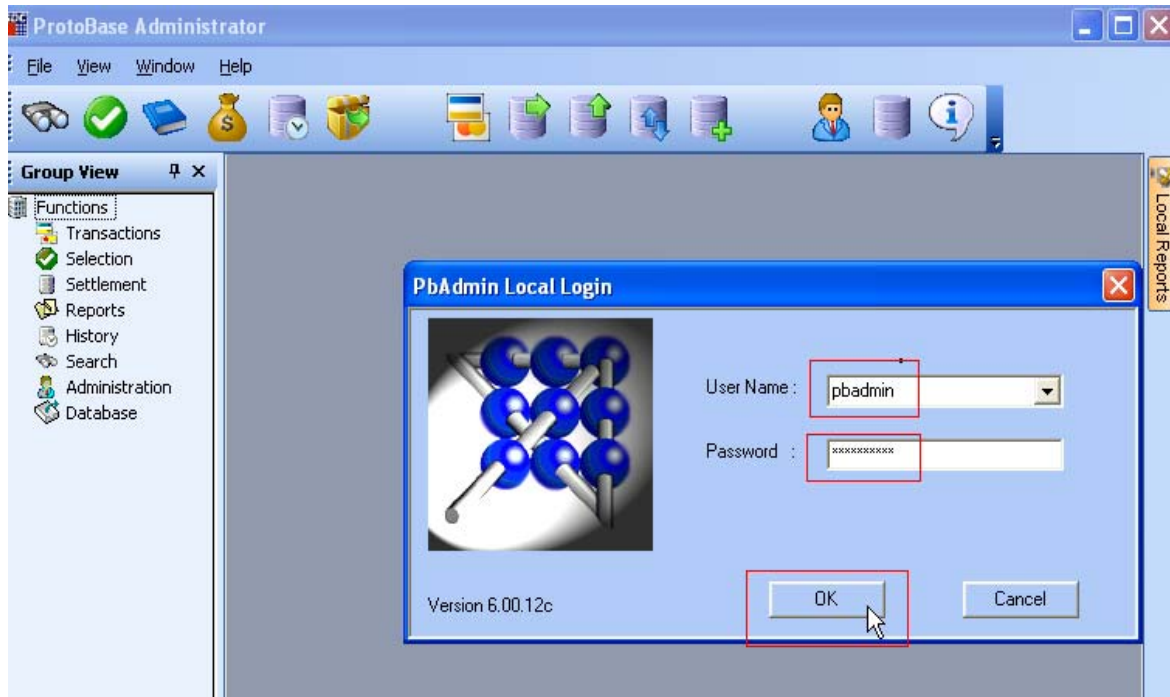 ProtoBase Administrator
File View Window Help
Group View
Functions
Transactions
Selection
Settlement
Reports
History
Search
Administration
Database
PbAdmin Local Login
User Name : pbadmin
Password : xxxxxxxxxx
Version 6.00.12c
OK Cancel
Local Reports